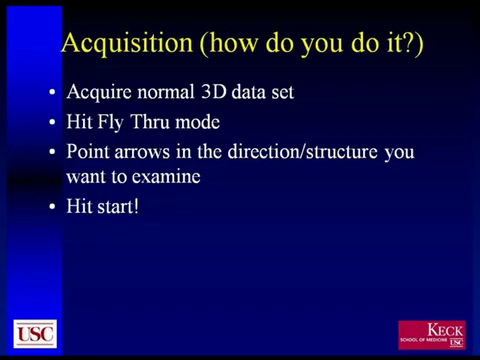 Acquisition (how do you do it?)
• Acquire normal 3D data set
• Hit Fly Thru mode
• Point arrows in the direction/structure you
want to examine
• Hit start!
USC
KECK
SCHOOL OF MEDICINE
USC